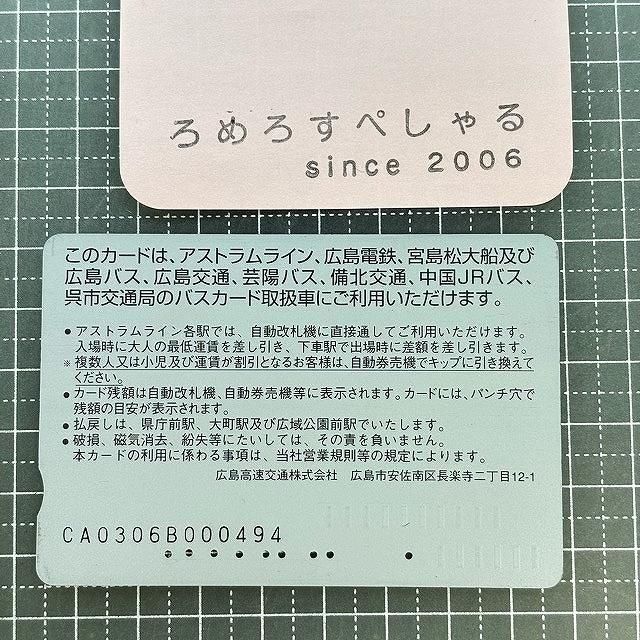 ろめろすぺしゃる
since 2006
このカードは、アストラムライン、広島電鉄、宮島松大船及び
広島バス、広島交通、芸陽バス、備北交通、中国JRバス、
呉市交通局のバスカード取扱車にご利用いただけます。
●アストラムライン各駅では、自動改札機に直接通してご利用いただけます。
入場時に大人の最低運賃を差し引き、下車駅で出場時に差額を差し引きます。
※複数人又は小児及び運賃が割引となるお客様は、自動券売機でキップに引き換えて
ください。
●カード残額は自動改札機、自動券売機等に表示されます。カードには、パンチ穴で
残額の目安が表示されます。
●払戻しは、県庁前駅、大町駅及び広域公園前駅でいたします。
●破損、磁気消去、紛失等にたいしては、その責を負いません。
本カードの利用に係わる事項は、当社営業規則等の規定によります。
広島高速交通株式会社 広島市安佐南区長楽寺二丁目12-1
CA0306B000494